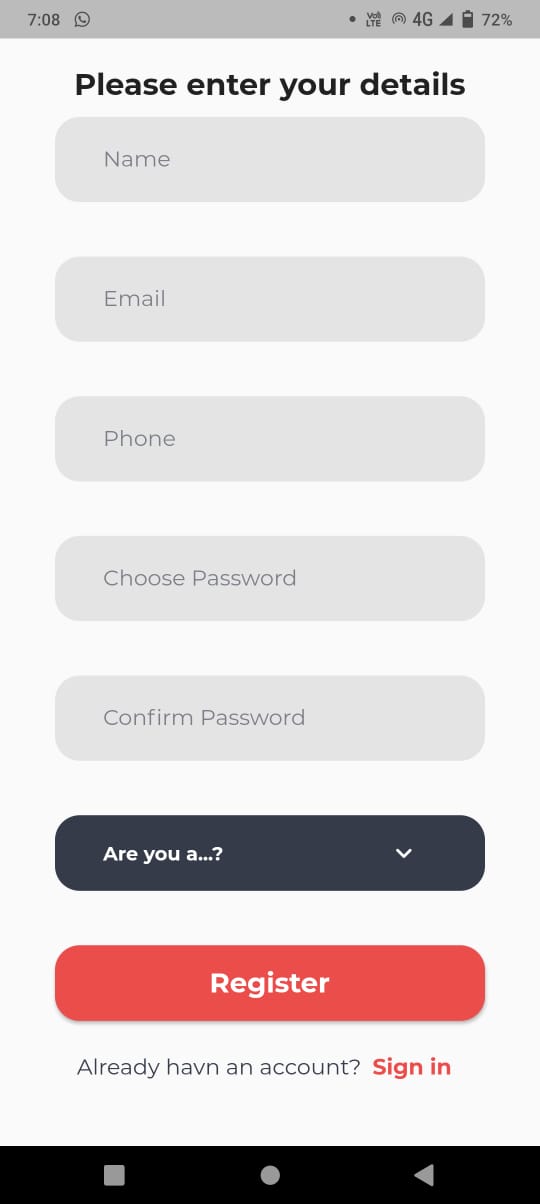 7:08 VoLTE 4G 72%
Please enter your details
Name
Email
Phone
Choose Password
Confirm Password
Are you a...?
Register
Already havn an account? Sign in